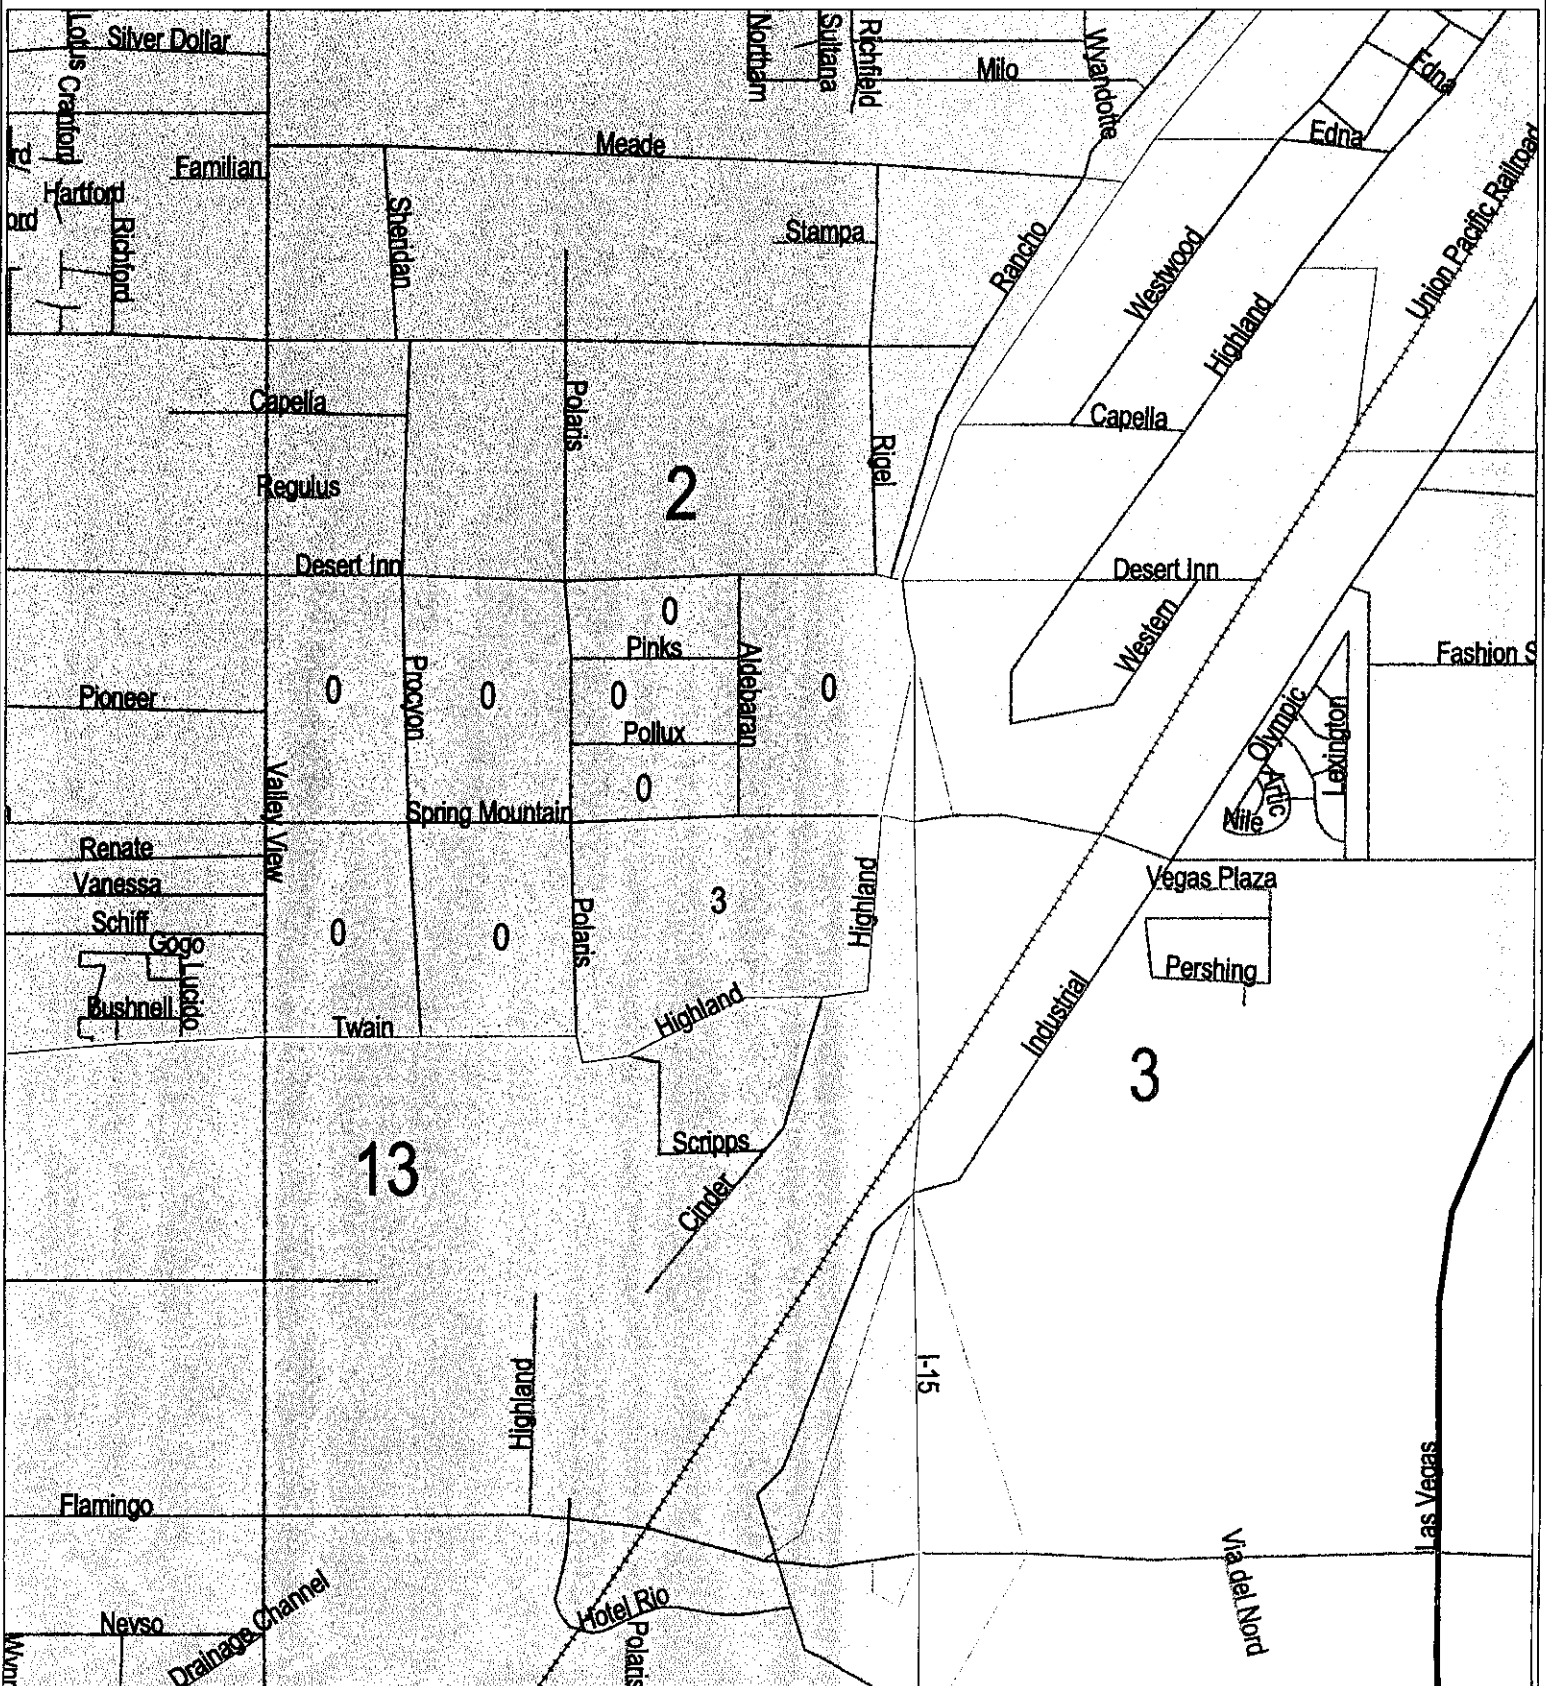 Lotus
Silver Dollar
Northam
Sultana
Richfield
Milo
Wyandotte
Edna
Cranford
Meade
Edna
rd
Familian
Hartford
ord
Richford
Sheridan
Stampa
Rancho
Westwood
Highland
Union Pacific Railroad
Capella
Polaris
Capella
Regulus
2
Rigel
Desert Inn
Desert Inn
0
Pinks
Aldebaran
Western
Fashion S
Pioneer
0
Procyon
0
0
0
Olympic
Lexington
Pollux
Artic
Valley View
0
Nile
Spring Mountain
Renate
Vanessa
Schiff
Gogo
Lucido
Bushnell
0
0
Polaris
3
Highland
Vegas Plaza
Pershing
Highland
Twain
Industrial
3
13
Scripps
Cinder
Highland
I-15
Las Vegas
Flamingo
Via del Nord
Drainage Channel
Hotel Rio
Nevso
Polaris